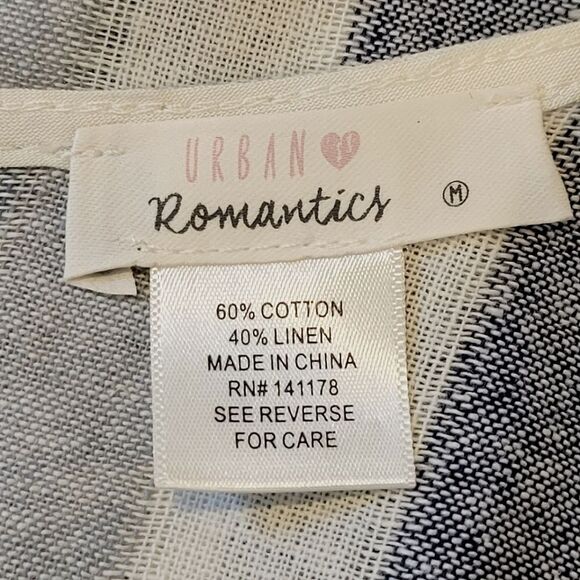 URBAN
Romantics
M
60% COTTON
40% LINEN
MADE IN CHINA
RN# 141178
SEE REVERSE
FOR CARE